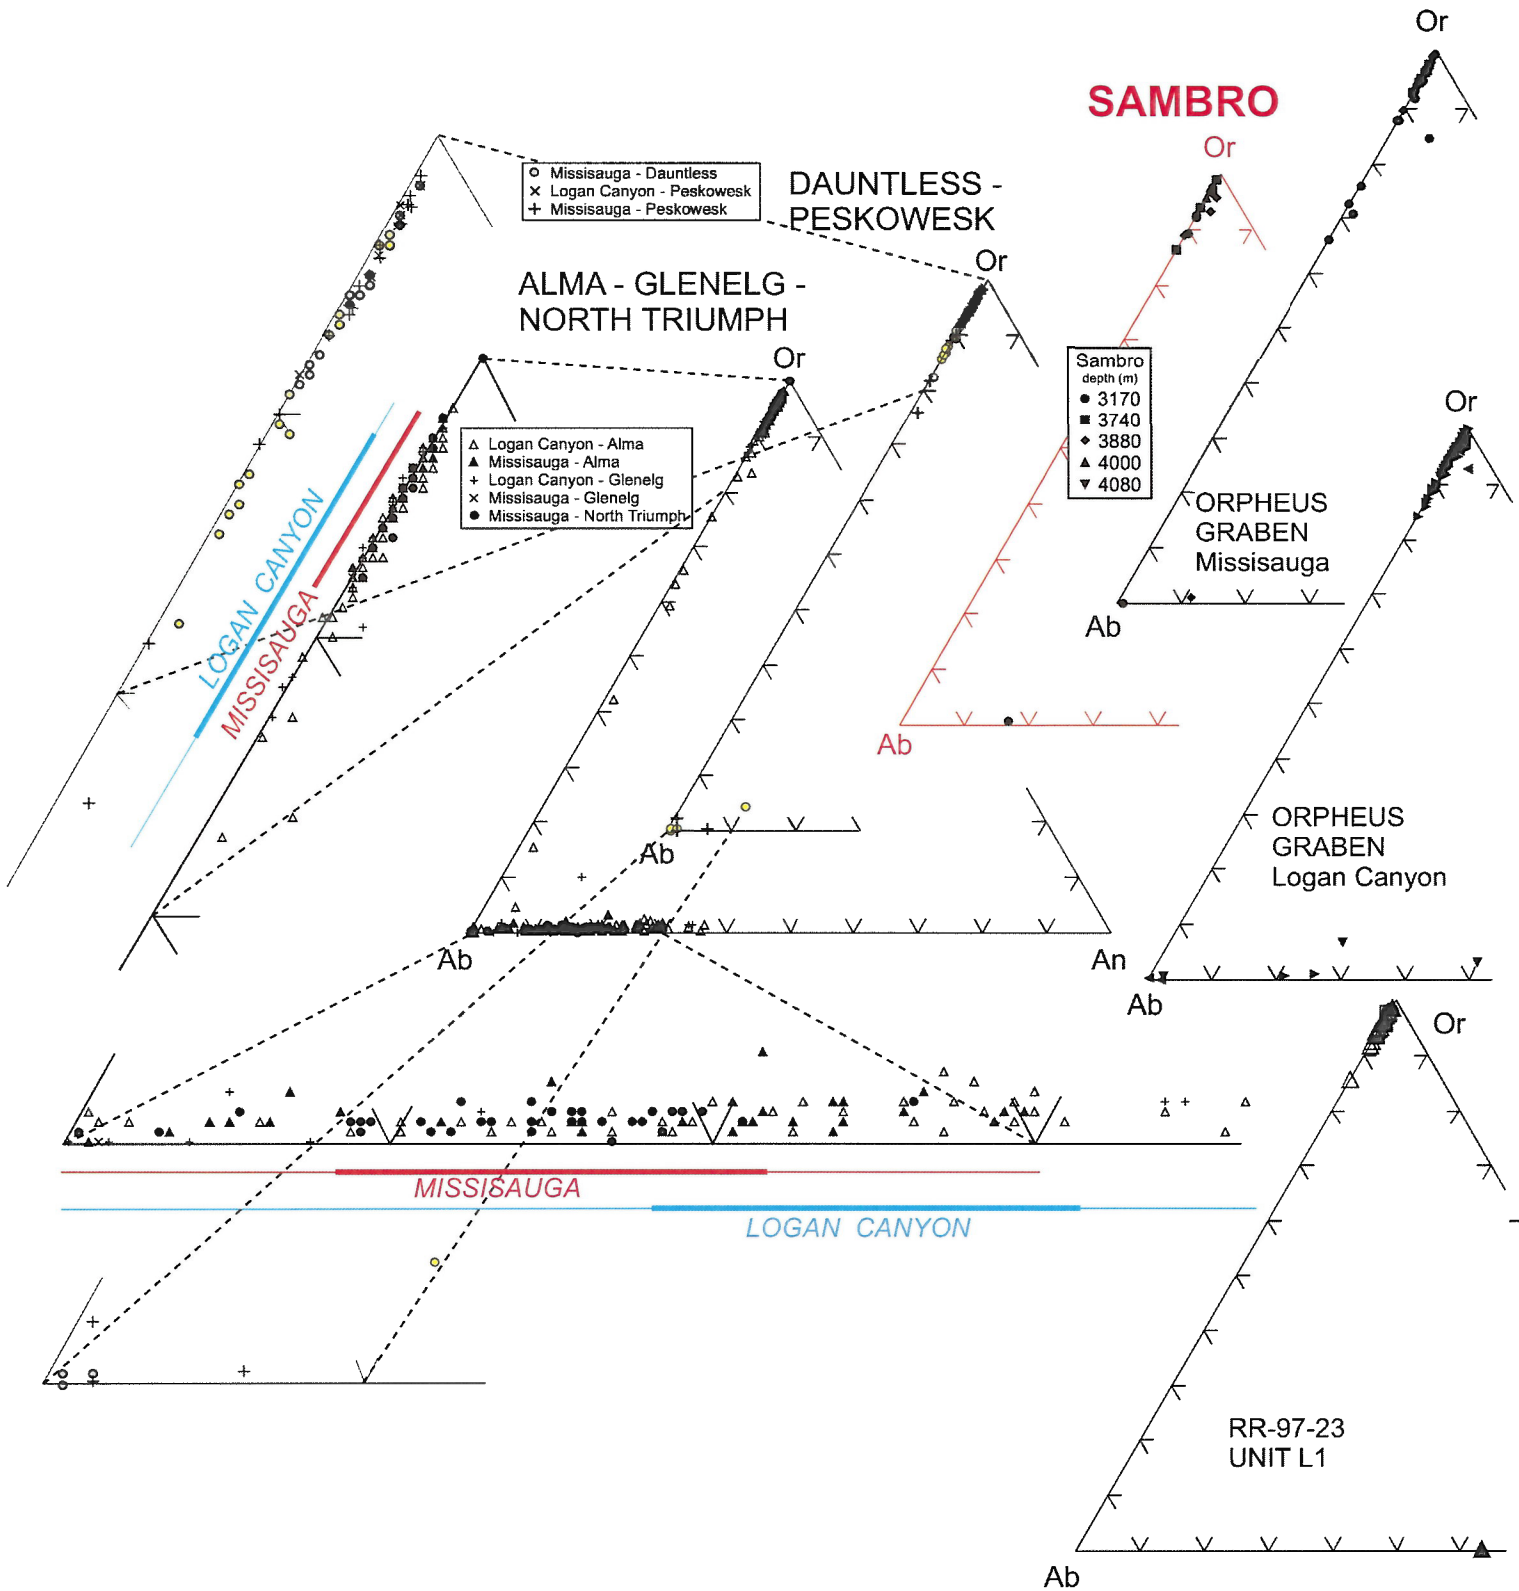 Or
SAMBRO
Or
Missisauga - Dauntless
Logan Canyon - Peskowesk
Missisauga - Peskowesk
DAUNTLESS -
PESKOWESK
Or
ALMA - GLENELG -
NORTH TRIUMPH
Or
Sambro
depth (m)
3170
3740
3880
4000
4080
Or
Logan Canyon - Alma
Missisauga - Alma
Logan Canyon - Glenelg
Missisauga - Glenelg
Missisauga - North Triumph
ORPHEUS
GRABEN
Missisauga
LOGAN CANYON
MISSISAUGA
Ab
Ab
Ab
ORPHEUS
GRABEN
Logan Canyon
Ab
An
Ab
Or
MISSISAUGA
LOGAN CANYON
RR-97-23
UNIT L1
Ab